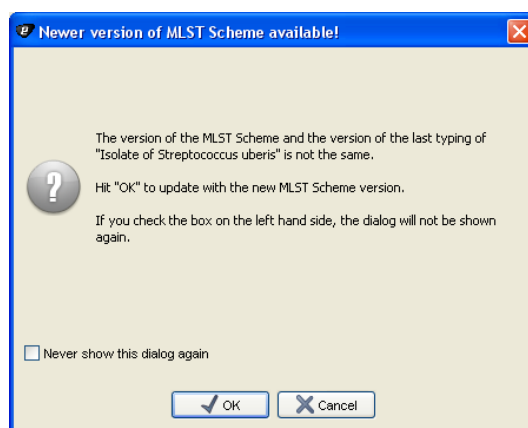 Newer version of MLST Scheme available!
The version of the MLST Scheme and the version of the last typing of
"Isolate of Streptococcus uberis" is not the same.
Hit "OK" to update with the new MLST Scheme version.
If you check the box on the left hand side, the dialog will not be shown
again.
Never show this dialog again
OK
Cancel